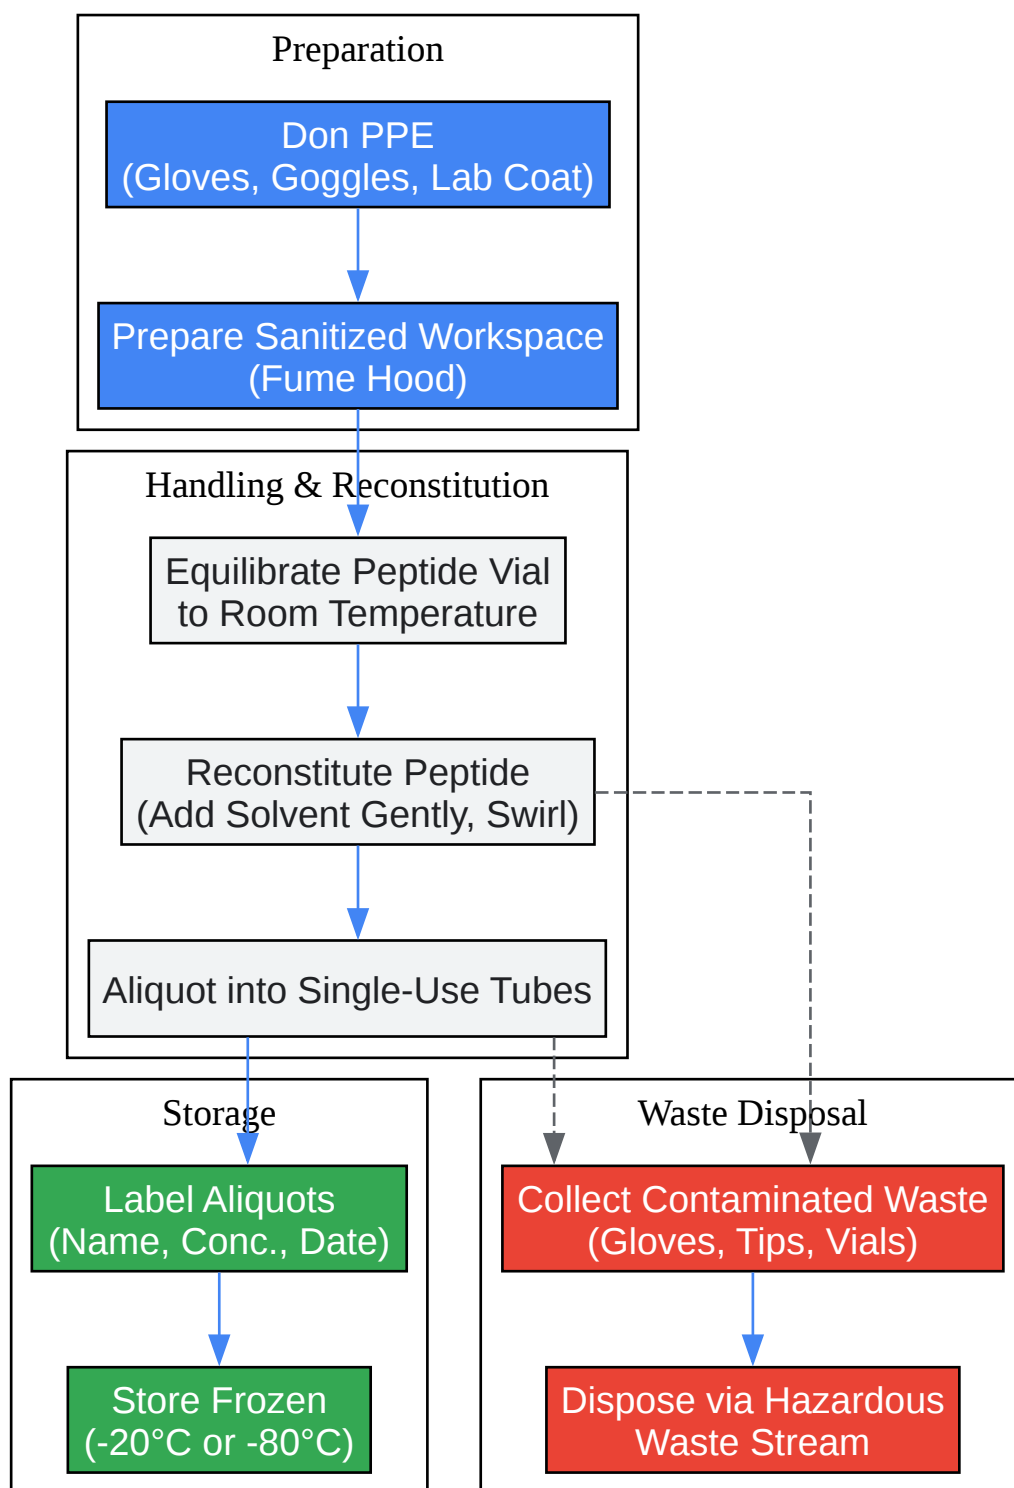 Preparation
Don PPE
(Gloves, Goggles, Lab Coat)
Prepare Sanitized Workspace
(Fume Hood)
Handling & Reconstitution
Equilibrate Peptide Vial
to Room Temperature
Reconstitute Peptide
(Add Solvent Gently, Swirl)
Aliquot into Single-Use Tubes
Storage
Label Aliquots
(Name, Conc., Date)
Store Frozen
(-20°C or -80°C)
Waste Disposal
Collect Contaminated Waste
(Gloves, Tips, Vials)
Dispose via Hazardous
Waste Stream